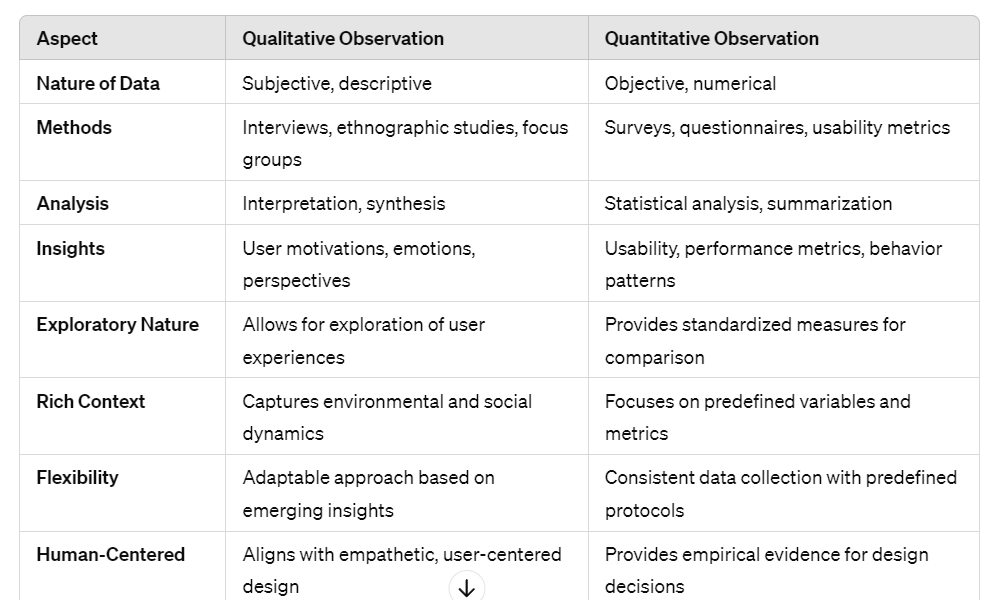 Aspect Qualitative Observation Quantitative Observation
Nature of Data Subjective, descriptive Objective, numerical
Methods Interviews, ethnographic studies, focus Surveys, questionnaires, usability metrics
groups
Analysis Interpretation, synthesis Statistical analysis, summarization
Insights User motivations, emotions, Usability, performance metrics, behavior
perspectives patterns
Exploratory Nature Allows for exploration of user Provides standardized measures for
experiences comparison
Rich Context Captures environmental and social Focuses on predefined variables and
dynamics metrics
Flexibility Adaptable approach based on Consistent data collection with predefined
emerging insights protocols
Human-Centered Aligns with empathetic, user-centered Provides empirical evidence for design
design decisions